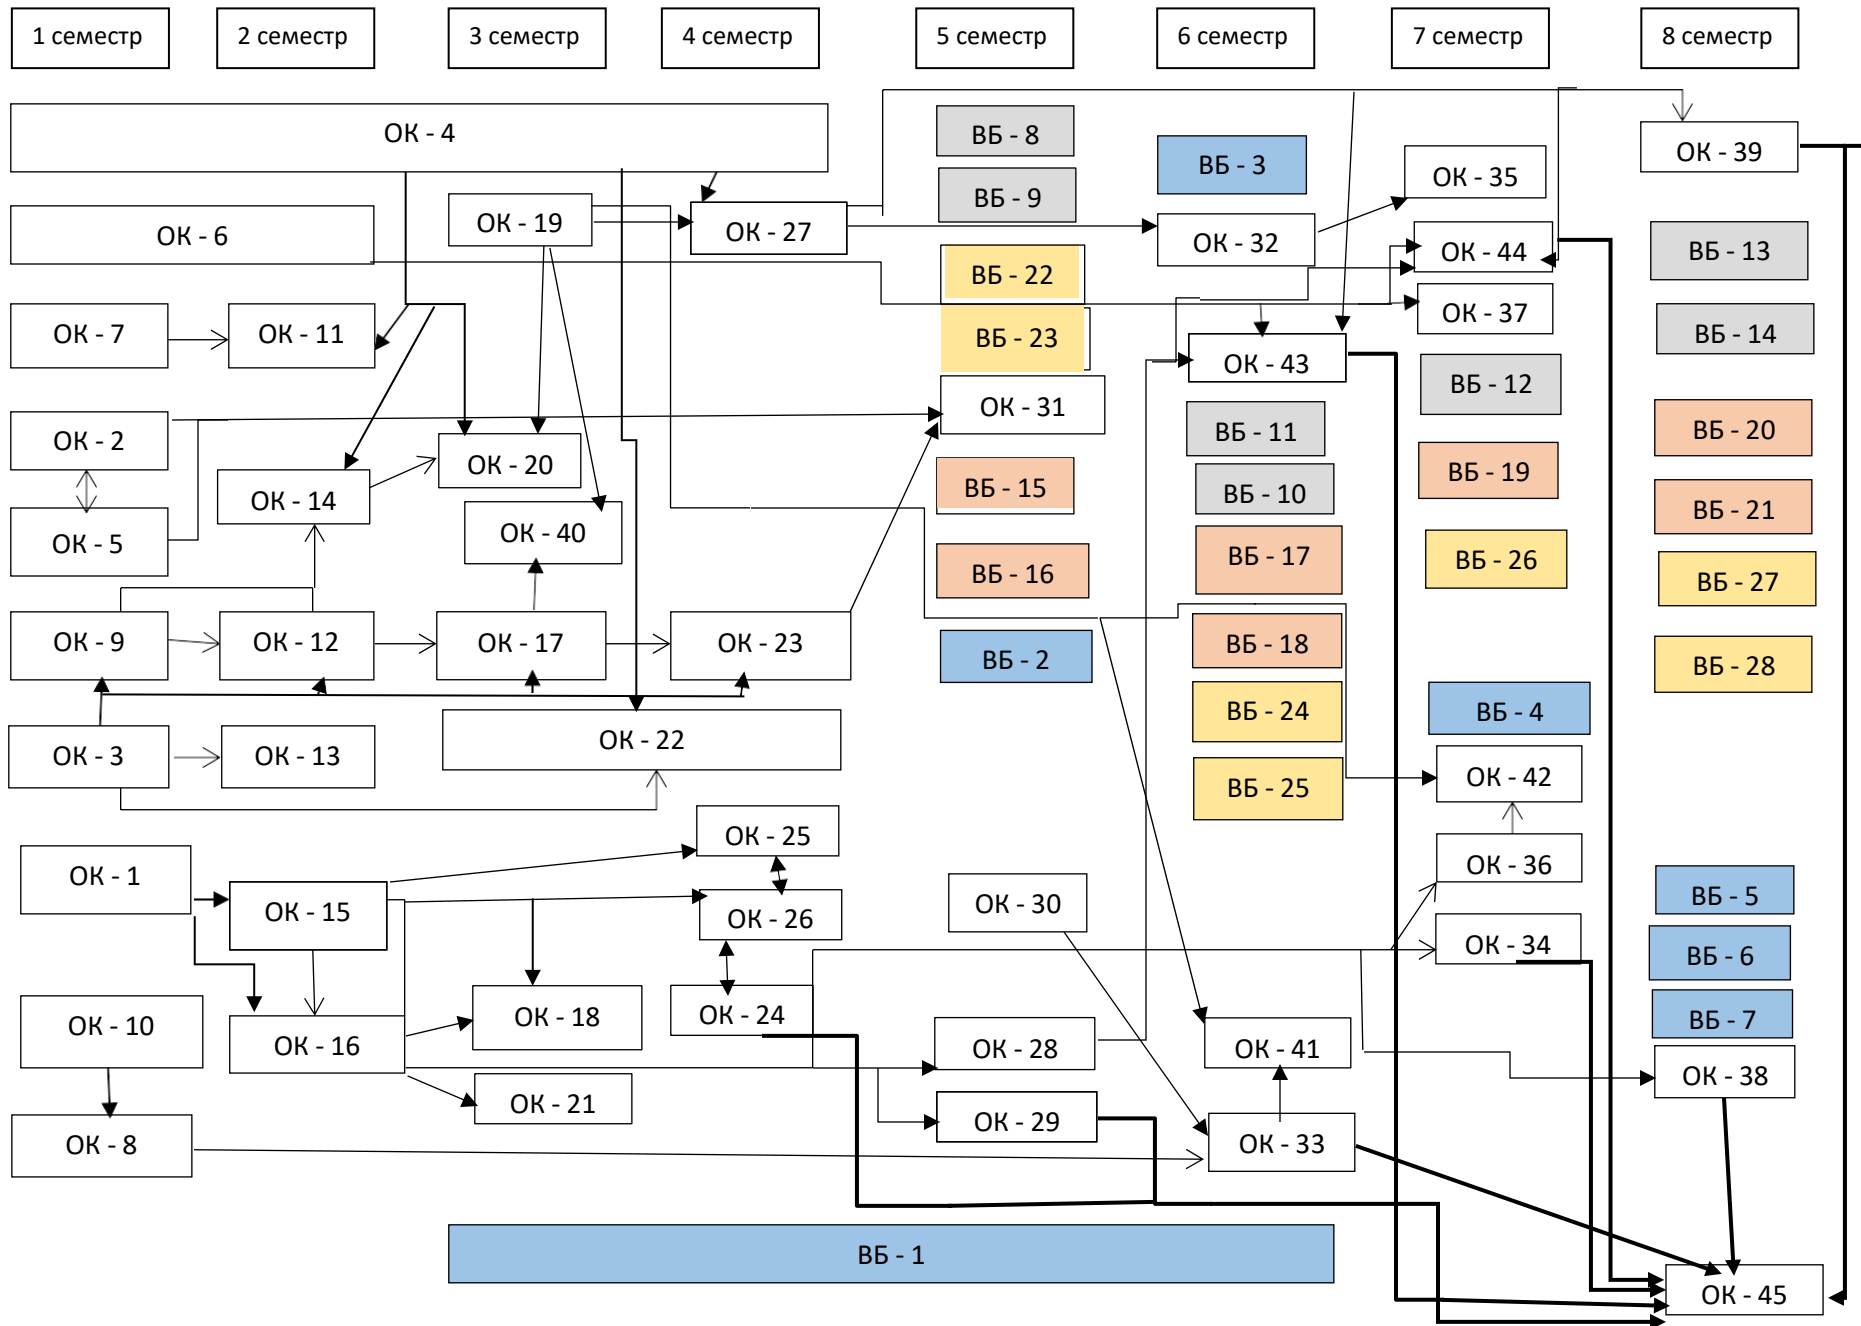 1 семестр
2 семестр
3 семестр
4 семестр
5 семестр
6 семестр
7 семестр
8 семестр
ОК - 4
ОК - 6
ОК - 7
ОК - 11
ОК - 2
ОК - 5
ОК - 14
ОК - 9
ОК - 12
ОК - 3
ОК - 13
ОК - 1
ОК - 15
ОК - 10
ОК - 16
ОК - 8
ОК - 19
ОК - 27
ОК - 20
ОК - 40
ОК - 17
ОК - 23
ОК - 22
ОК - 25
ОК - 26
ОК - 18
ОК - 24
ОК - 21
ВБ - 8
ВБ - 9
ВБ - 22
ВБ - 23
ОК - 31
ВБ - 15
ВБ - 16
ВБ - 2
ОК - 30
ОК - 28
ОК - 29
ВБ - 1
ВБ - 3
ОК - 32
ОК - 43
ВБ - 11
ВБ - 10
ВБ - 17
ВБ - 18
ВБ - 24
ВБ - 25
ОК - 41
ОК - 33
ОК - 35
ОК - 44
ОК - 37
ВБ - 12
ВБ - 19
ВБ - 26
ВБ - 4
ОК - 42
ОК - 36
ОК - 34
ОК - 39
ВБ - 13
ВБ - 14
ВБ - 20
ВБ - 21
ВБ - 27
ВБ - 28
ВБ - 5
ВБ - 6
ВБ - 7
ОК - 38
ОК - 45